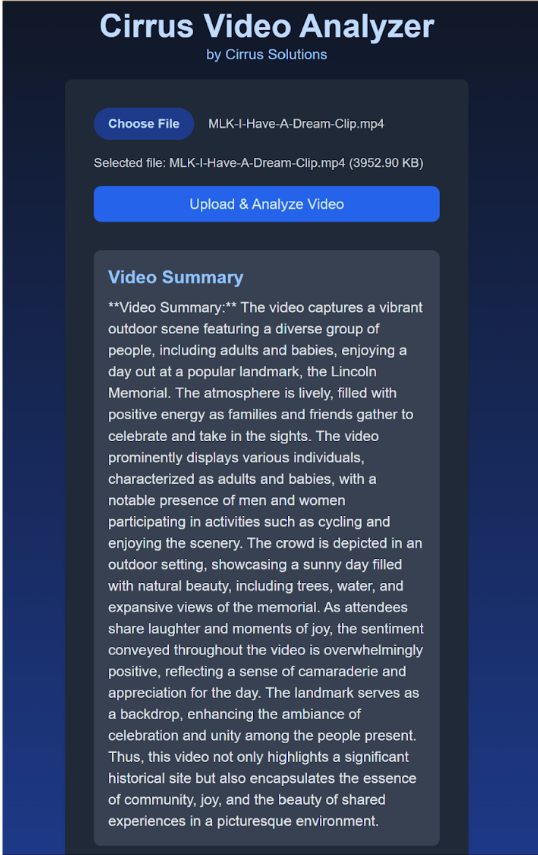 Cirrus Video Analyzer
by Cirrus Solutions
Choose File MLK-I-Have-A-Dream-Clip.mp4
Selected file: MLK-I-Have-A-Dream-Clip.mp4 (3952.90 KB)
Upload & Analyze Video
Video Summary
**Video Summary:** The video captures a vibrant
outdoor scene featuring a diverse group of
people, including adults and babies, enjoying a
day out at a popular landmark, the Lincoln
Memorial. The atmosphere is lively, filled with
positive energy as families and friends gather to
celebrate and take in the sights. The video
prominently displays various individuals,
characterized as adults and babies, with a
notable presence of men and women
participating in activities such as cycling and
enjoying the scenery. The crowd is depicted in an
outdoor setting, showcasing a sunny day filled
with natural beauty, including trees, water, and
expansive views of the memorial. As attendees
share laughter and moments of joy, the sentiment
conveyed throughout the video is overwhelmingly
positive, reflecting a sense of camaraderie and
appreciation for the day. The landmark serves as
a backdrop, enhancing the ambiance of
celebration and unity among the people present.
Thus, this video not only highlights a significant
historical site but also encapsulates the essence
of community, joy, and the beauty of shared
experiences in a picturesque environment.